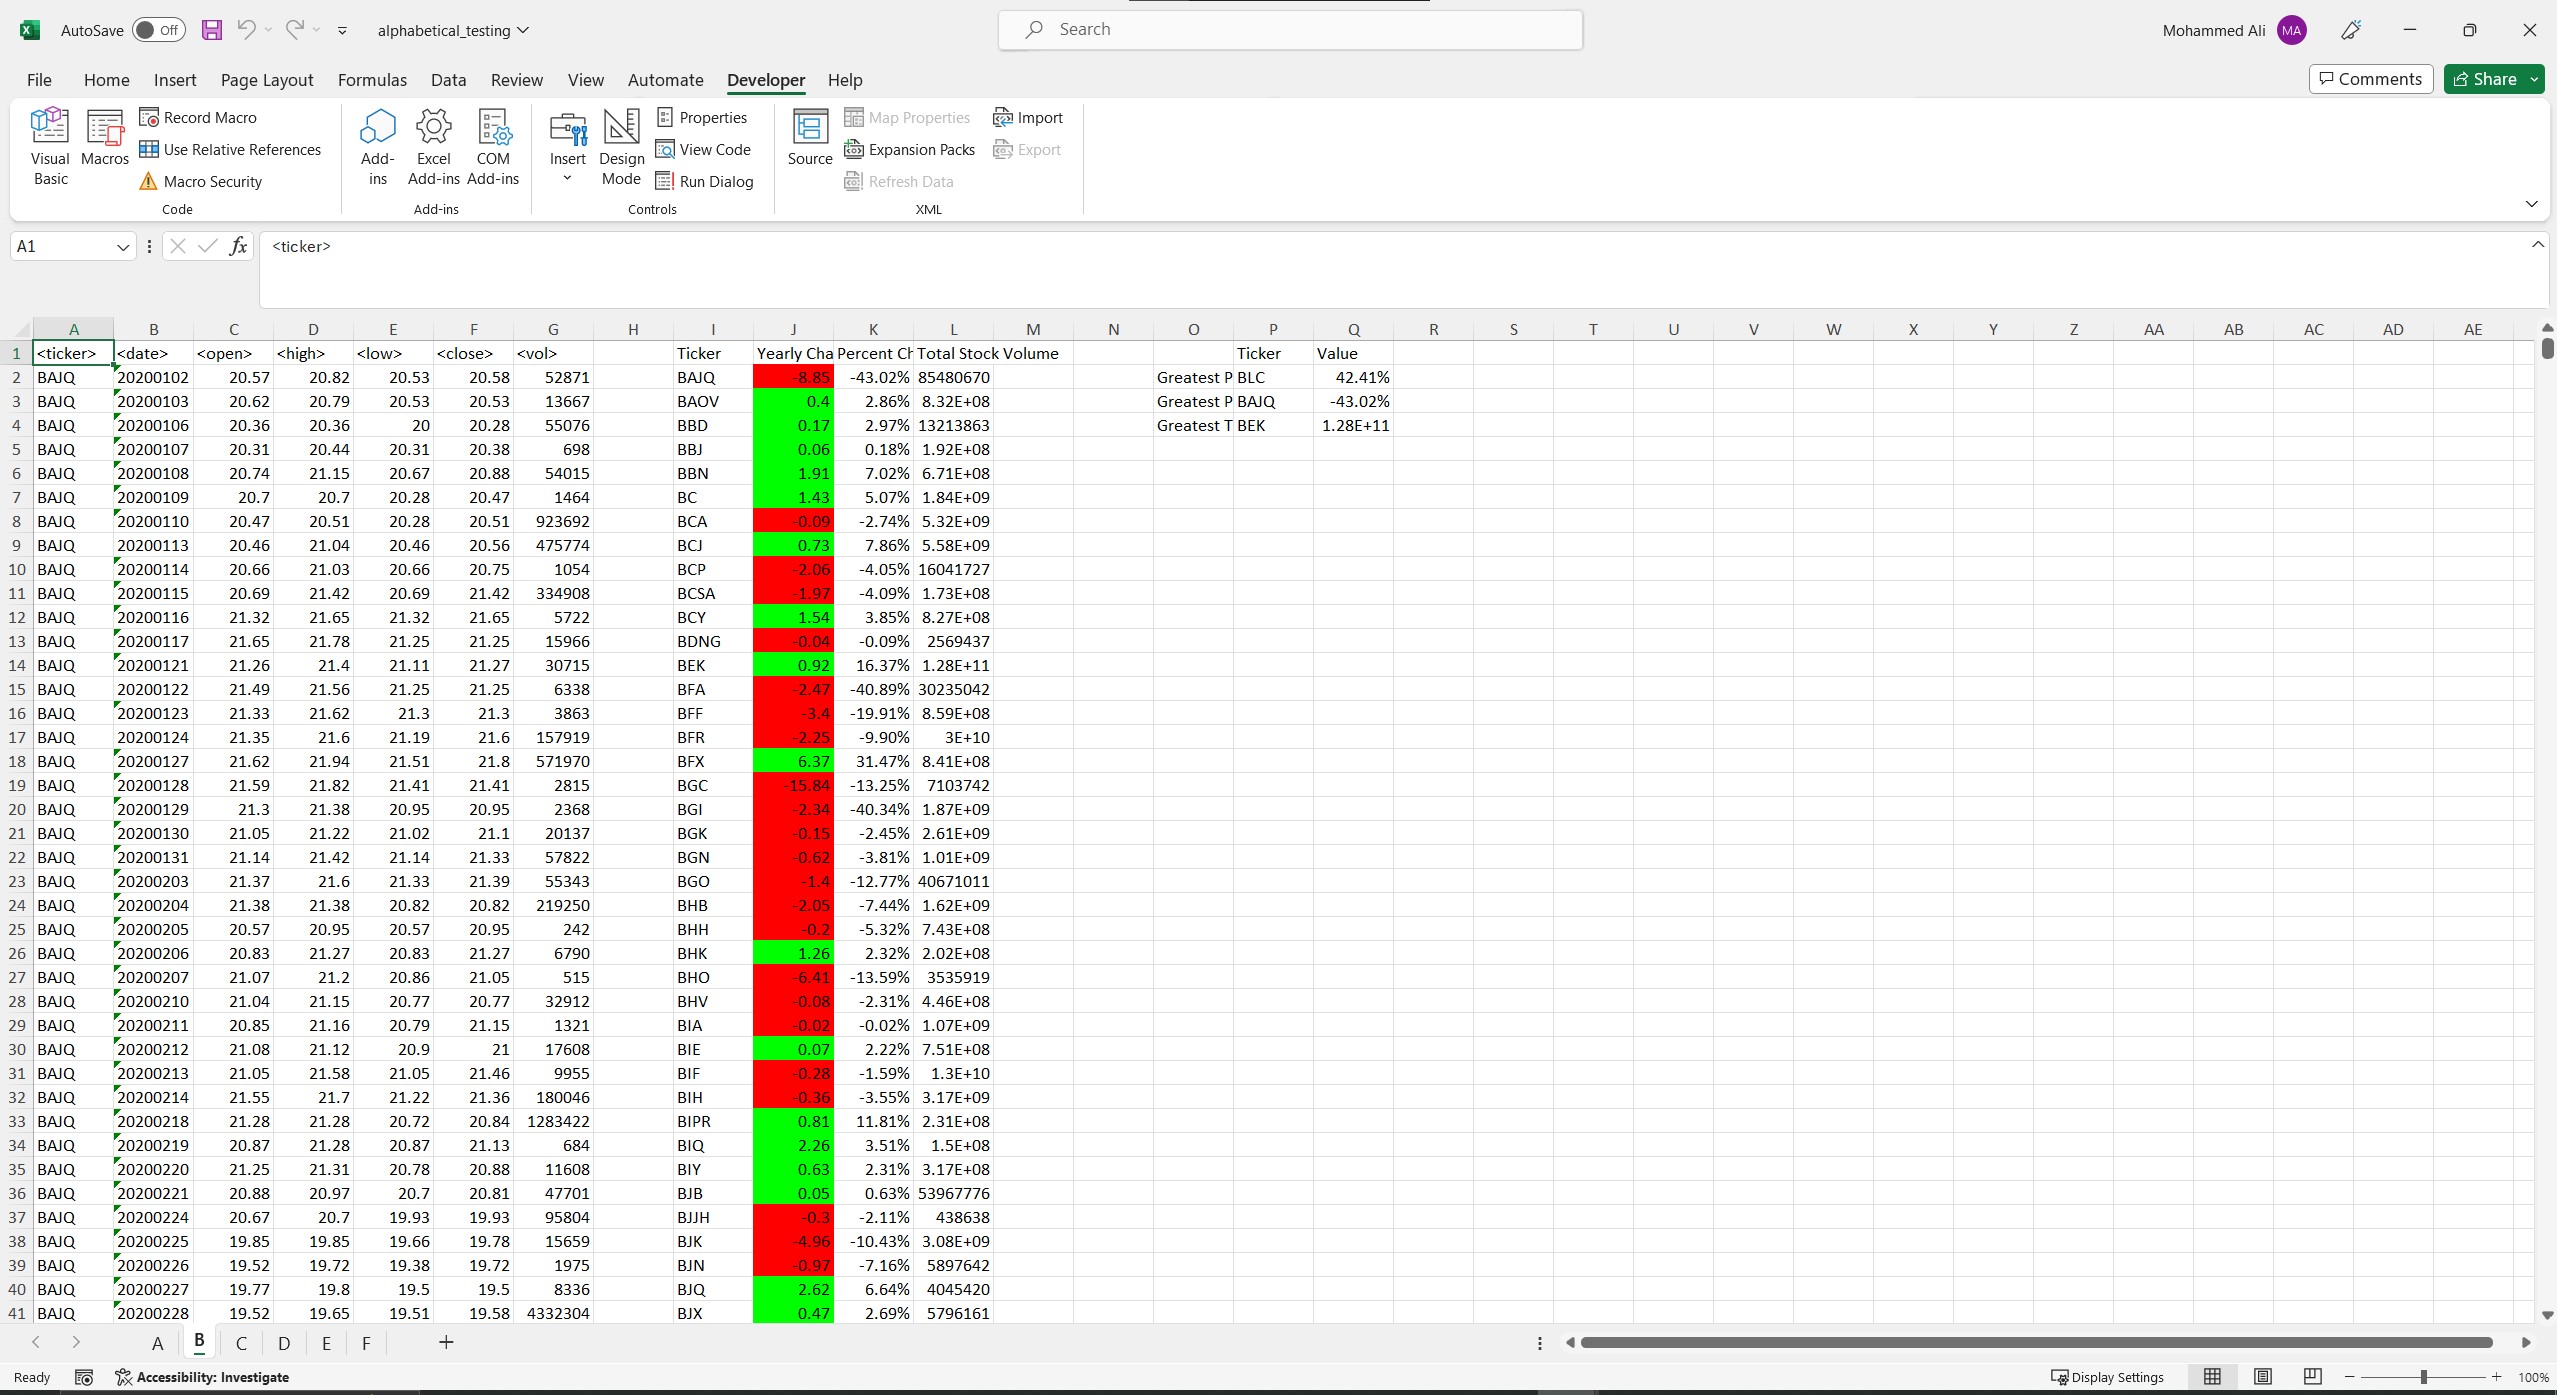 AutoSave Off alphabetical_testing Search Mohammed Ali MA
File Home Insert Page Layout Formulas Data Review View Automate Developer Help Comments Share
Visual Basic Macros Record Macro Use Relative References Macro Security Code
Add-ins Excel Add-ins COM Add-ins Add-ins
Insert Design Mode Properties View Code Run Dialog Controls
Source Map Properties Expansion Packs Refresh Data Import Export XML
A1 fx <ticker>
A B C D E F G H I J K L M N O P Q R S T U V W X Y Z AA AB AC AD AE
1 <ticker> <date> <open> <high> <low> <close> <vol> Ticker Yearly Cha Percent Ch Total Stock Volume Ticker Value
2 BAJQ 20200102 20.57 20.82 20.53 20.58 52871 BAJQ -8.85 -43.02% 85480670 Greatest P BLC 42.41%
3 BAJQ 20200103 20.62 20.79 20.53 20.53 13667 BAOV 0.4 2.86% 8.32E+08 Greatest P BAJQ -43.02%
4 BAJQ 20200106 20.36 20.36 20 20.28 55076 BBD 0.17 2.97% 13213863 Greatest T BEK 1.28E+11
5 BAJQ 20200107 20.31 20.44 20.31 20.38 698 BBJ 0.06 0.18% 1.92E+08
6 BAJQ 20200108 20.74 21.15 20.67 20.88 54015 BBN 1.91 7.02% 6.71E+08
7 BAJQ 20200109 20.7 20.7 20.28 20.47 1464 BC 1.43 5.07% 1.84E+09
8 BAJQ 20200110 20.47 20.51 20.28 20.51 923692 BCA -0.09 -2.74% 5.32E+09
9 BAJQ 20200113 20.46 21.04 20.46 20.56 475774 BCJ 0.73 7.86% 5.58E+09
10 BAJQ 20200114 20.66 21.03 20.66 20.75 1054 BCP -2.06 -4.05% 16041727
11 BAJQ 20200115 20.69 21.42 20.69 21.42 334908 BCSA -1.97 -4.09% 1.73E+08
12 BAJQ 20200116 21.32 21.65 21.32 21.65 5722 BCY 1.54 3.85% 8.27E+08
13 BAJQ 20200117 21.65 21.78 21.25 21.25 15966 BDNG -0.04 -0.09% 2569437
14 BAJQ 20200121 21.26 21.4 21.11 21.27 30715 BEK 0.92 16.37% 1.28E+11
15 BAJQ 20200122 21.49 21.56 21.25 21.25 6338 BFA -2.47 -40.89% 30235042
16 BAJQ 20200123 21.33 21.62 21.3 21.3 3863 BFF -3.4 -19.91% 8.59E+08
17 BAJQ 20200124 21.35 21.6 21.19 21.6 157919 BFR -2.25 -9.90% 3E+10
18 BAJQ 20200127 21.62 21.94 21.51 21.8 571970 BFX 6.37 31.47% 8.41E+08
19 BAJQ 20200128 21.59 21.82 21.41 21.41 2815 BGC -15.84 -13.25% 7103742
20 BAJQ 20200129 21.3 21.38 20.95 20.95 2368 BGI -2.34 -40.34% 1.87E+09
21 BAJQ 20200130 21.05 21.22 21.02 21.1 20137 BGK -0.15 -2.45% 2.61E+09
22 BAJQ 20200131 21.14 21.42 21.14 21.33 57822 BGN -0.62 -3.81% 1.01E+09
23 BAJQ 20200203 21.37 21.6 21.33 21.39 55343 BGO -1.4 -12.77% 40671011
24 BAJQ 20200204 21.38 21.38 20.82 20.82 219250 BHB -2.05 -7.44% 1.62E+09
25 BAJQ 20200205 20.57 20.95 20.57 20.95 242 BHH -0.2 -5.32% 7.43E+08
26 BAJQ 20200206 20.83 21.27 20.83 21.27 6790 BHK 1.26 2.32% 2.02E+08
27 BAJQ 20200207 21.07 21.2 20.86 21.05 515 BHO -6.41 -13.59% 3535919
28 BAJQ 20200210 21.04 21.15 20.77 20.77 32912 BHV -0.08 -2.31% 4.46E+08
29 BAJQ 20200211 20.85 21.16 20.79 21.15 1321 BIA -0.02 -0.02% 1.07E+09
30 BAJQ 20200212 21.08 21.12 20.9 21 17608 BIE 0.07 2.22% 7.51E+08
31 BAJQ 20200213 21.05 21.58 21.05 21.46 9955 BIF -0.28 -1.59% 1.3E+10
32 BAJQ 20200214 21.55 21.7 21.22 21.36 180046 BIH -0.36 -3.55% 3.17E+09
33 BAJQ 20200218 21.28 21.28 20.72 20.84 1283422 BIPR 0.81 11.81% 2.31E+08
34 BAJQ 20200219 20.87 21.28 20.87 21.13 684 BIQ 2.26 3.51% 1.5E+08
35 BAJQ 20200220 21.25 21.31 20.78 20.88 11608 BIY 0.63 2.31% 3.17E+08
36 BAJQ 20200221 20.88 20.97 20.7 20.81 47701 BJB 0.05 0.63% 53967776
37 BAJQ 20200224 20.67 20.7 19.93 19.93 95804 BJJH -0.3 -2.11% 438638
38 BAJQ 20200225 19.85 19.85 19.66 19.78 15659 BJK -4.96 -10.43% 3.08E+09
39 BAJQ 20200226 19.52 19.72 19.38 19.72 1975 BJN -0.97 -7.16% 5897642
40 BAJQ 20200227 19.77 19.8 19.5 19.5 8336 BJQ 2.62 6.64% 4045420
41 BAJQ 20200228 19.52 19.65 19.51 19.58 4332304 BJX 0.47 2.69% 5796161
A B C D E F +
Ready Accessibility: Investigate Display Settings 100%